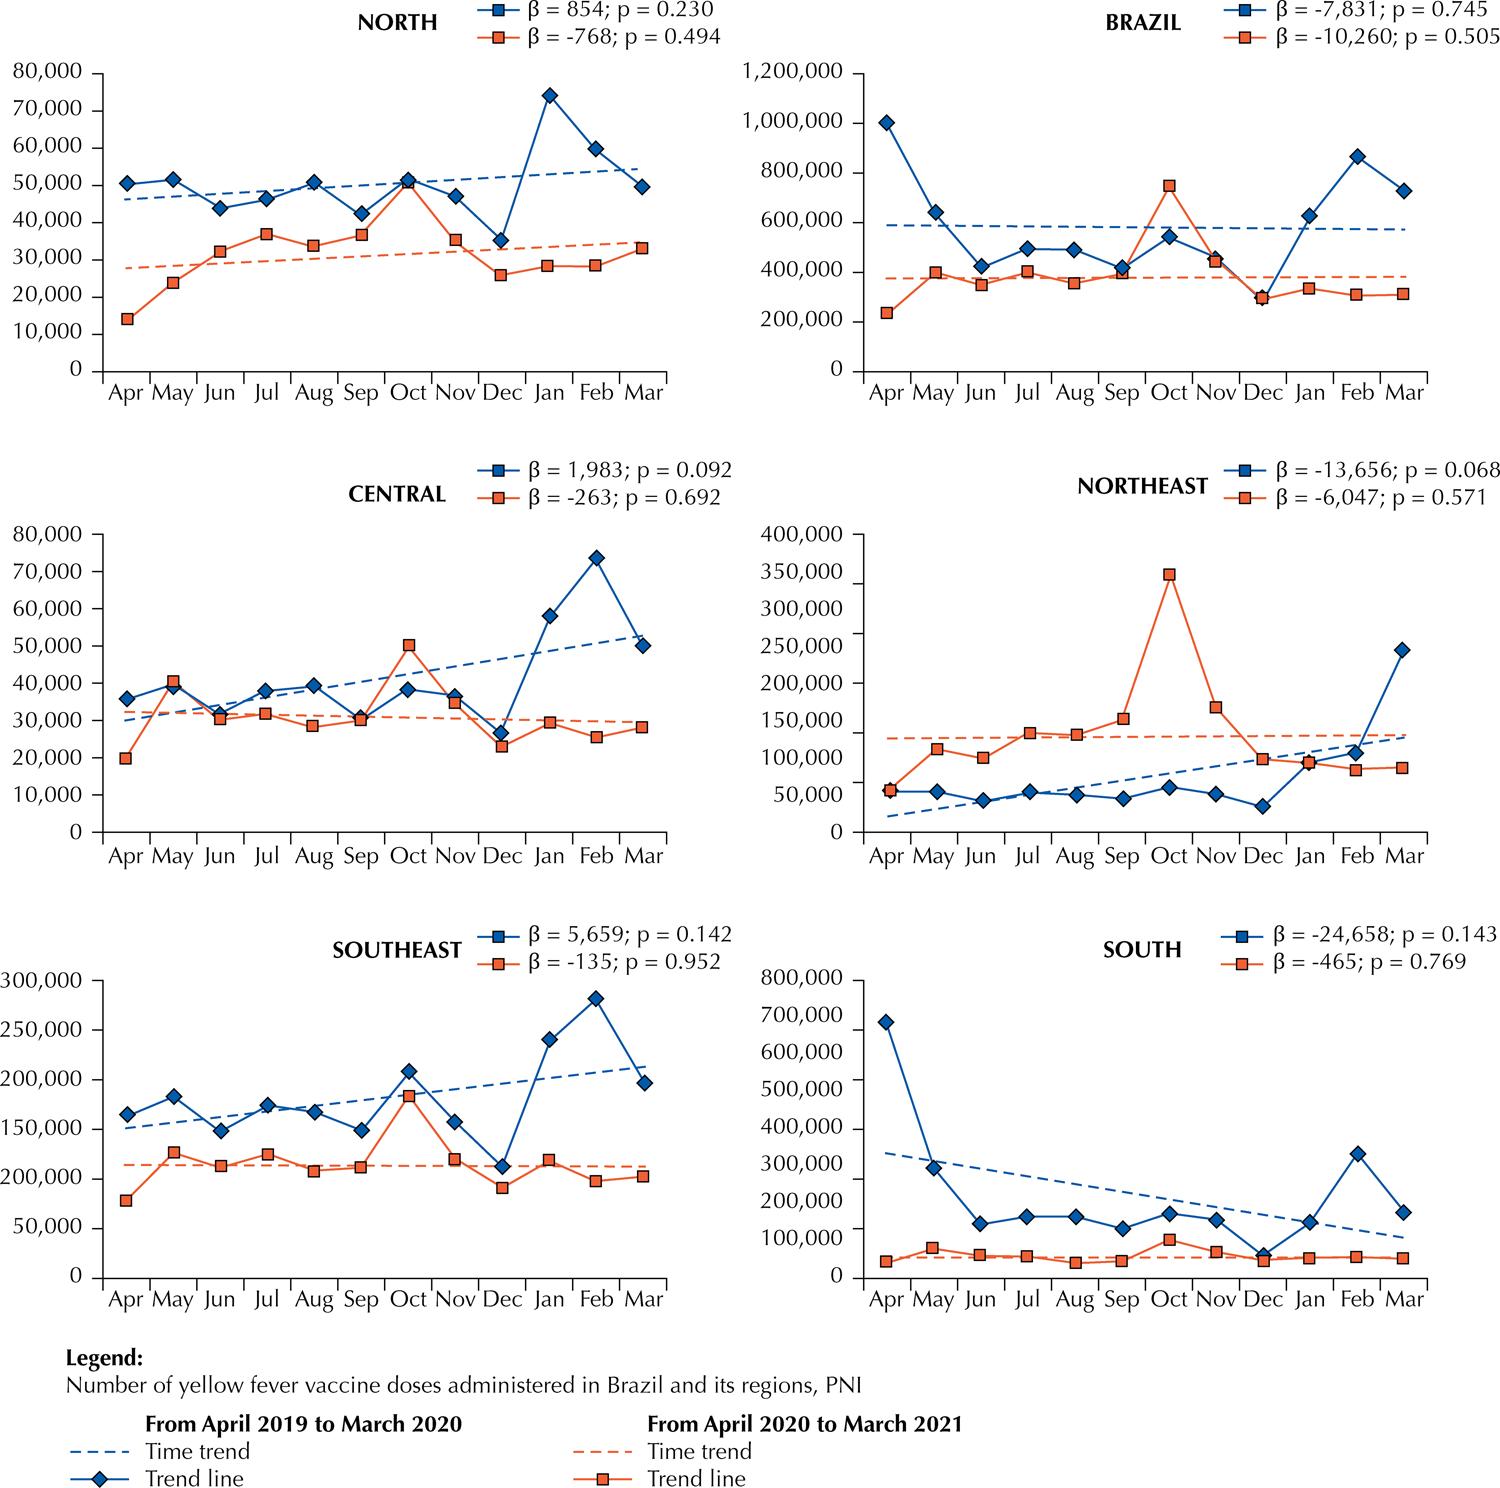 NORTH
β = 854; p = 0.230
β = -768; p = 0.494
80,000
70,000
60,000
50,000
40,000
30,000
20,000
10,000
0
Apr May Jun Jul Aug Sep Oct Nov Dec Jan Feb Mar
BRAZIL
β = -7,831; p = 0.745
β = -10,260; p = 0.505
1,200,000
1,000,000
800,000
600,000
400,000
200,000
0
Apr May Jun Jul Aug Sep Oct Nov Dec Jan Feb Mar
CENTRAL
β = 1,983; p = 0.092
β = -263; p = 0.692
80,000
70,000
60,000
50,000
40,000
30,000
20,000
10,000
0
Apr May Jun Jul Aug Sep Oct Nov Dec Jan Feb Mar
NORTHEAST
β = -13,656; p = 0.068
β = -6,047; p = 0.571
400,000
350,000
300,000
250,000
200,000
150,000
100,000
50,000
0
Apr May Jun Jul Aug Sep Oct Nov Dec Jan Feb Mar
SOUTHEAST
β = 5,659; p = 0.142
β = -135; p = 0.952
300,000
250,000
200,000
150,000
200,000
50,000
0
Apr May Jun Jul Aug Sep Oct Nov Dec Jan Feb Mar
SOUTH
β = -24,658; p = 0.143
β = -465; p = 0.769
800,000
700,000
600,000
500,000
400,000
300,000
200,000
100,000
0
Apr May Jun Jul Aug Sep Oct Nov Dec Jan Feb Mar
Legend:
Number of yellow fever vaccine doses administered in Brazil and its regions, PNI
From April 2019 to March 2020
Time trend
Trend line
From April 2020 to March 2021
Time trend
Trend line